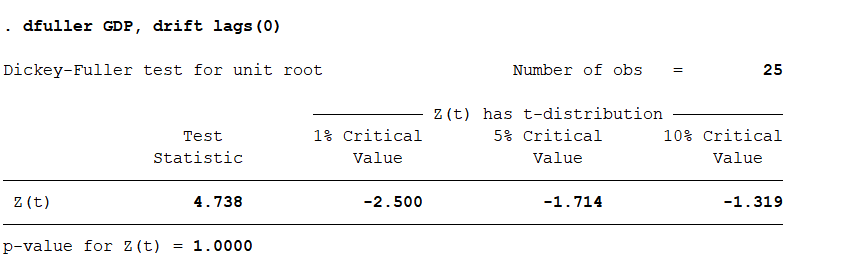 . dfuller GDP, drift lags(0)
Dickey-Fuller test for unit root Number of obs = 25
Z(t) has t-distribution
Test 1% Critical 5% Critical 10% Critical
Statistic Value Value Value
Z(t) 4.738 -2.500 -1.714 -1.319
p-value for Z(t) = 1.0000